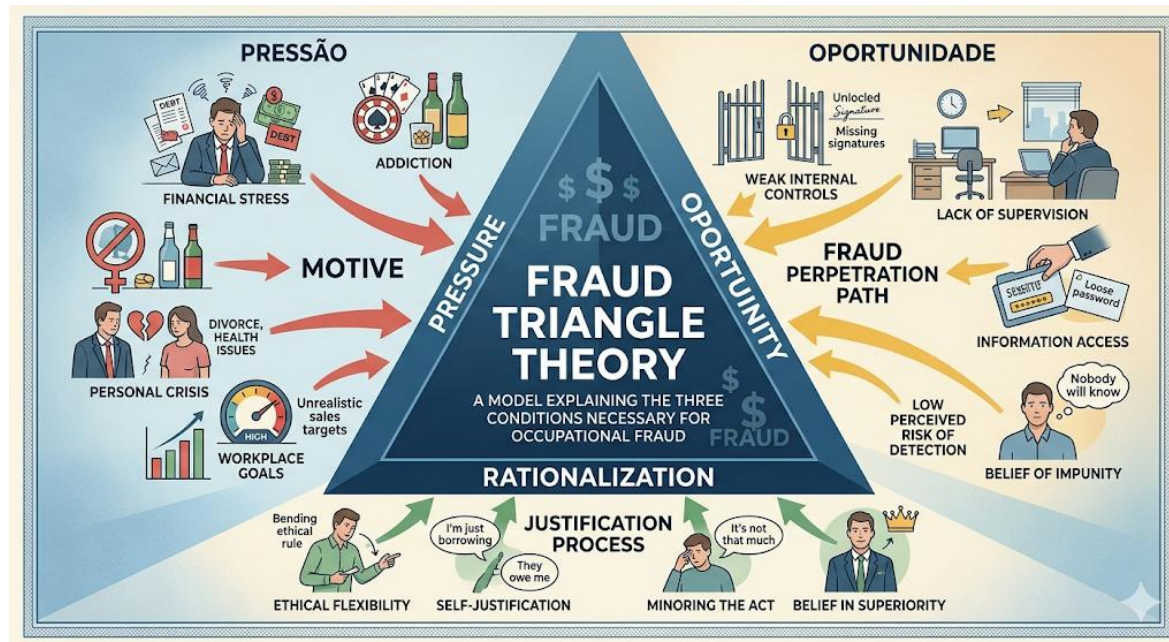 PRESSÃO
DEBT
DEBT
FINANCIAL STRESS
ADDICTION
MOTIVE
DIVORCE,
HEALTH
ISSUES
PERSONAL CRISIS
HIGH
Unrealistic
sales
targets
WORKPLACE
GOALS
OPORTUNIDADE
Unlocled
Signature
Missing
signatures
WEAK INTERNAL
CONTROLS
LACK OF SUPERVISION
FRAUD
PERPETRATION
PATH
Loose
password
INFORMATION ACCESS
Nobody
will know
LOW
PERCEIVED
RISK OF
DETECTION
BELIEF OF IMPUNITY
PRESSURE
OPORTUINITY
$ $ $
FRAUD
FRAUD
TRIANGLE
THEORY
A MODEL EXPLAINING THE THREE
CONDITIONS NECESSARY FOR
OCCUPATIONAL FRAUD
$
$
FRAUD
RATIONALIZATION
JUSTIFICATION
PROCESS
Bending
ethical
rule
ETHICAL FLEXIBILITY
I'm just
borrowing
They
owe me
SELF-JUSTIFICATION
It's not
that much
MINORING THE ACT
BELIEF IN SUPERIORITY